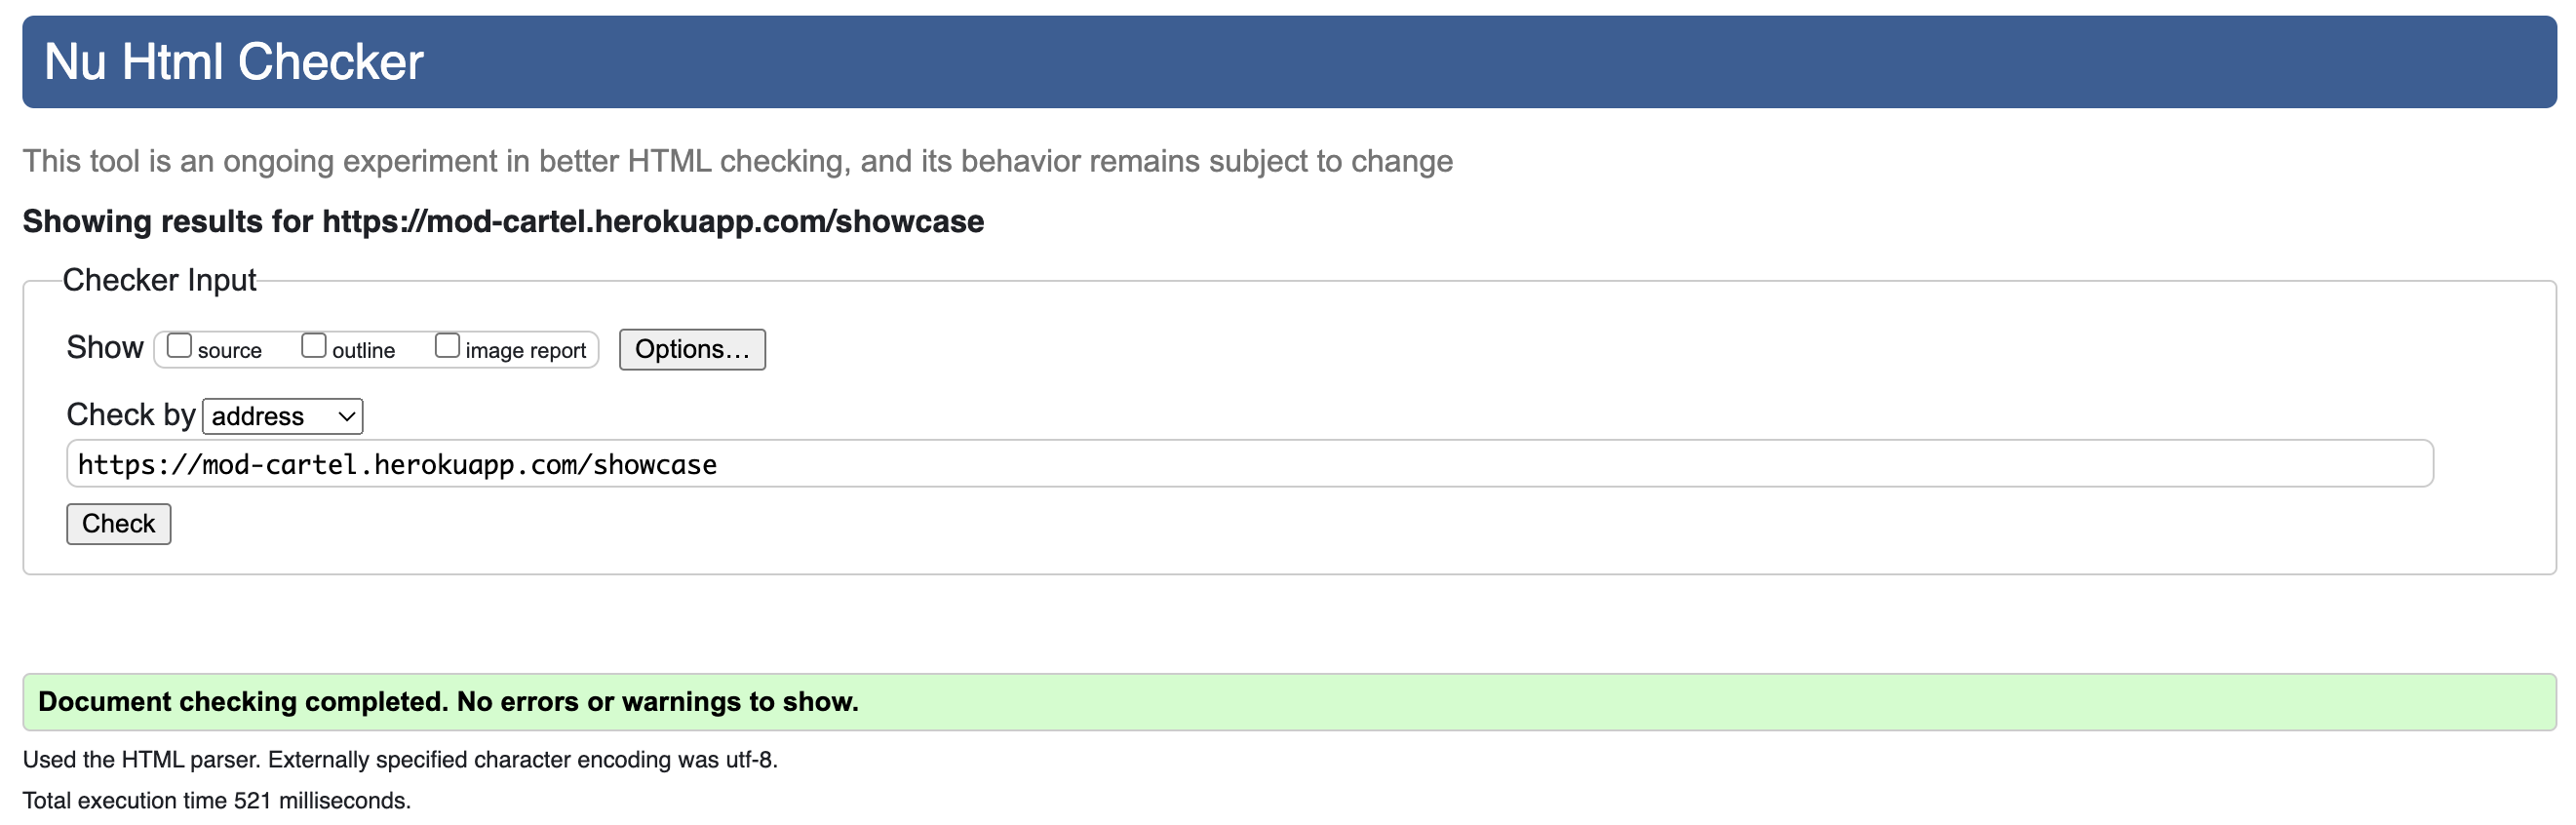 Nu Html Checker
This tool is an ongoing experiment in better HTML checking, and its behavior remains subject to change
Showing results for https://mod-cartel.herokuapp.com/showcase
Checker Input
Show source outline image report Options…
Check by address
https://mod-cartel.herokuapp.com/showcase
Check
Document checking completed. No errors or warnings to show.
Used the HTML parser. Externally specified character encoding was utf-8.
Total execution time 521 milliseconds.